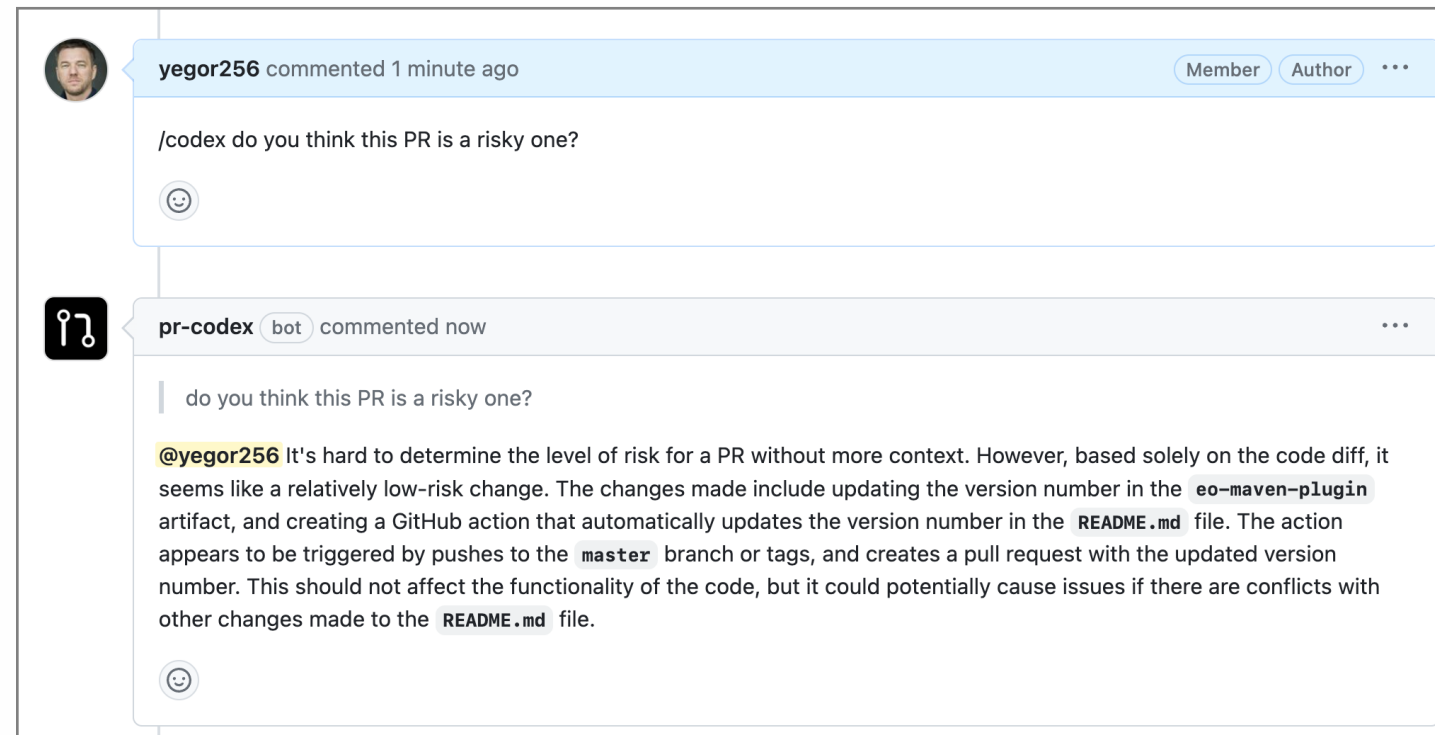 yegor256 commented 1 minute ago Member Author
/codex do you think this PR is a risky one?
pr-codex bot commented now
do you think this PR is a risky one?
@yegor256 It's hard to determine the level of risk for a PR without more context. However, based solely on the code diff, it
seems like a relatively low-risk change. The changes made include updating the version number in the eo-maven-plugin
artifact, and creating a GitHub action that automatically updates the version number in the README.md file. The action
appears to be triggered by pushes to the master branch or tags, and creates a pull request with the updated version
number. This should not affect the functionality of the code, but it could potentially cause issues if there are conflicts with
other changes made to the README.md file.